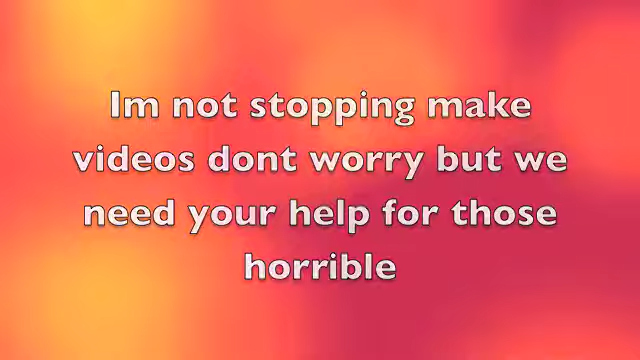 Im not stopping make
videos dont worry but we
need your help for those
horrible